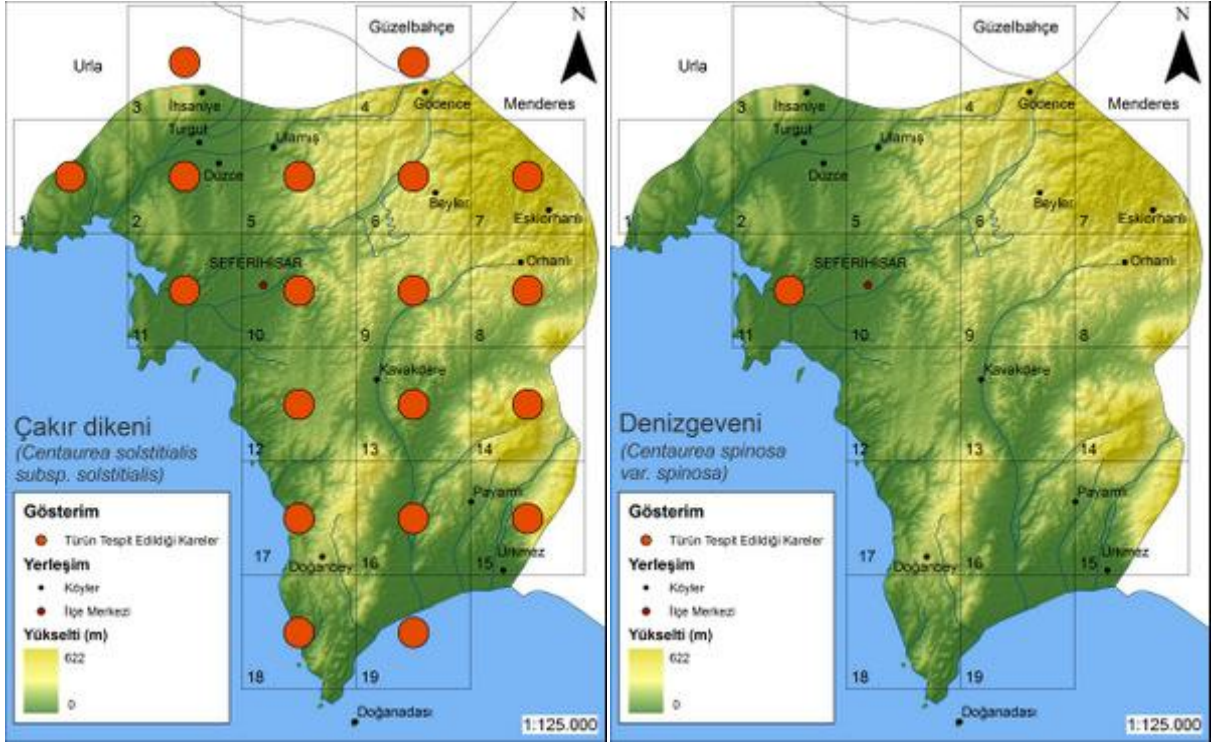 N
Güzelbahçe
Urla
Menderes
3
4
İhsaniye
Gödence
Turgut
Ulamış
Düzce
Beyler
Eskiorhanlı
1
2
5
6
7
SEFERİHİSAR
Orhanlı
11
10
9
8
Kavakdere
Çakır dikeni
(Centaurea solstitialis
subsp. solstitialis)
12
13
14
Payamlı
Gösterim
Türün Tespit Edildiği Kareler
Yerleşim
Köyler
İlçe Merkezi
Yükselti (m)
622
0
17
16
15
Doğanbey
Ürkmez
18
19
Doğanadası
1:125.000
N
Güzelbahçe
Urla
Menderes
3
4
İhsaniye
Gödence
Turgut
Ulamış
Düzce
Beyler
Eskiorhanlı
1
2
5
6
7
SEFERİHİSAR
Orhanlı
11
10
9
8
Kavakdere
Denizgeveni
(Centaurea spinosa
var. spinosa)
12
13
14
Payamlı
Gösterim
Türün Tespit Edildiği Kareler
Yerleşim
Köyler
İlçe Merkezi
Yükselti (m)
622
0
17
16
15
Doğanbey
Ürkmez
18
19
Doğanadası
1:125.000